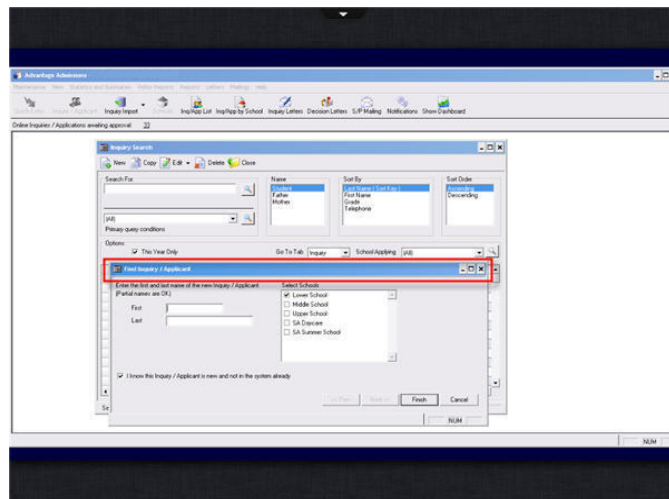 Advantage Admissions
Maintenance View Statistics and Summaries Online Reports Reports Letters Mailings Help
Inquiry / Applicant Inquiry Import Inq/App List Inq/App by School Inquiry Letters Decision Letters S/P Mailing Notifications Show Dashboard
Online Inquiries / Applications awaiting approval
Inquiry Search
New Copy Edit Delete Close
Search For Name Sort By Sort Order
Student Last Name ( Sort Key ) Ascending
Father First Name Descending
Mother Grade
Telephone
(All)
Primary query conditions
Options
This Year Only Go To Tab Inquiry School Applying (All)
Find Inquiry / Applicant
Enter the first and last name of the new Inquiry / Applicant Select Schools
(Partial names are OK) Lower School
First Middle School
Last Upper School
SA Daycare
SA Summer School
I know this Inquiry / Applicant is new and not in the system already
Finish Cancel
Se
NUM
NUM